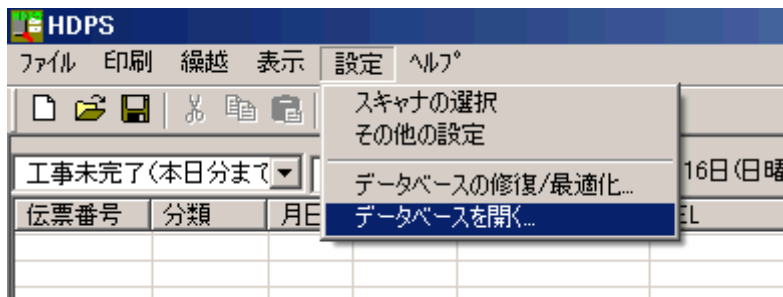 HDPS
ﾌｧｲﾙ 印刷 繰越 表示 設定 ﾍﾙﾌﾟ
スキャナの選択
その他の設定
工事未完了(本日分まで
データベースの修復/最適化...
16日(日曜
データベースを開く...
伝票番号 分類 月日 EL